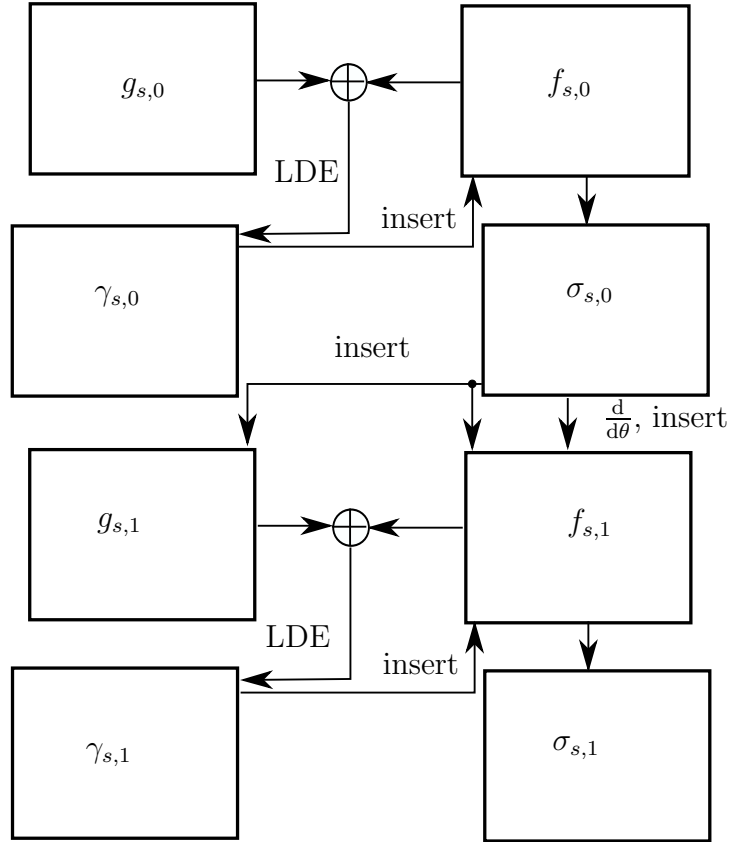 g_{s,0}
f_{s,0}
LDE
insert
γ_{s,0}
σ_{s,0}
insert
d/dθ, insert
g_{s,1}
f_{s,1}
LDE
insert
γ_{s,1}
σ_{s,1}